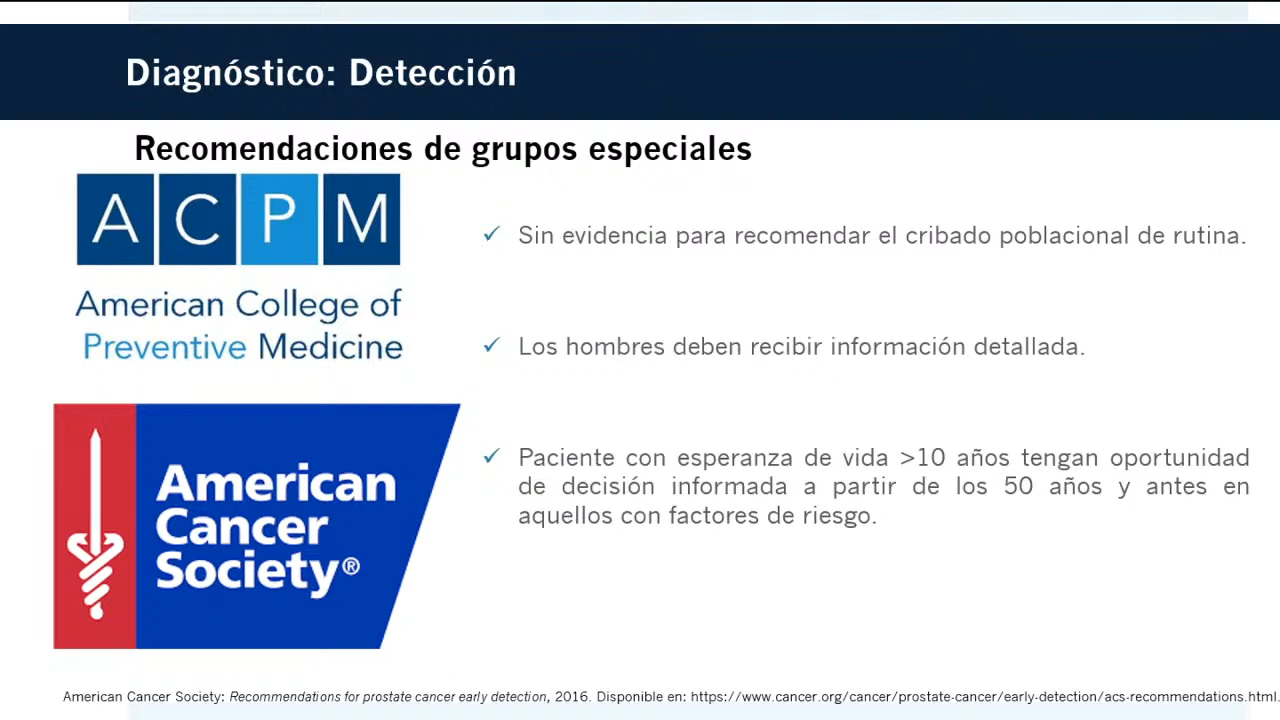 Diagnóstico: Detección
Recomendaciones de grupos especiales
A C P M
American College of
Preventive Medicine
✓ Sin evidencia para recomendar el cribado poblacional de rutina.
✓ Los hombres deben recibir información detallada.
American
Cancer
Society®
✓ Paciente con esperanza de vida >10 años tengan oportunidad
de decisión informada a partir de los 50 años y antes en
aquellos con factores de riesgo.
American Cancer Society: Recommendations for prostate cancer early detection, 2016. Disponible en: https://www.cancer.org/cancer/prostate-cancer/early-detection/acs-recommendations.html.